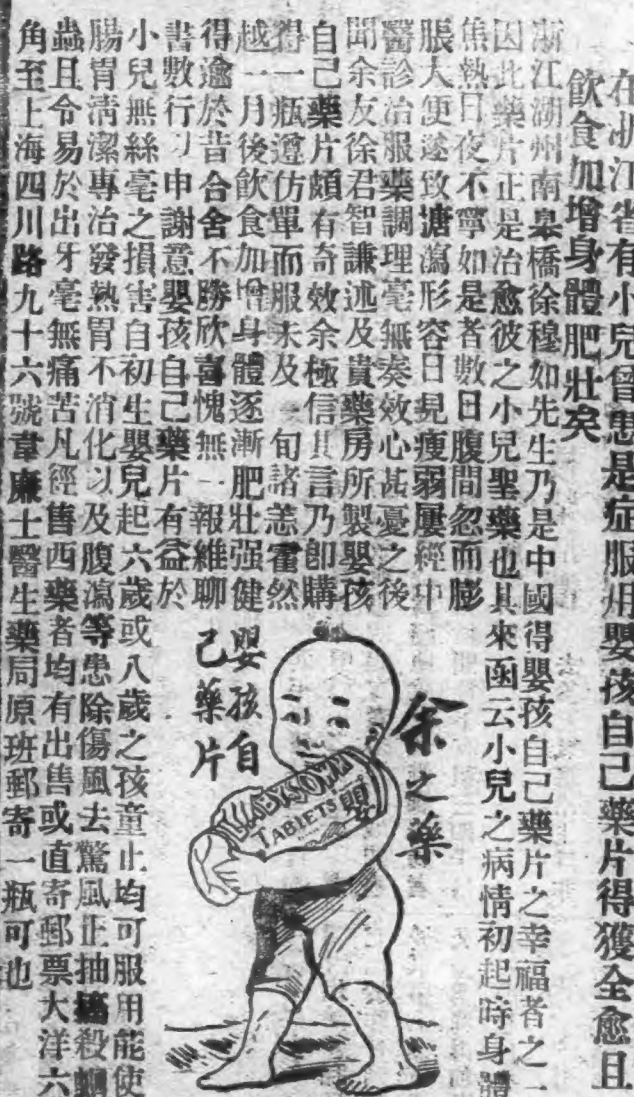 在浙江省有小兒曾患是症服用嬰孩自己藥片得獲全愈且
飲食加增身體肥壯矣
浙江湖州南皋橋徐穆如先生乃是中國得嬰孩自己藥片之幸福者之一
因此藥片正是治愈彼之小兒聖藥也其來函云小兒之病情初起時身體
焦熱日夜不寧如是者數日腹間忽而膨
脹大便遂致溏瀉形容日見瘦弱屢經中
醫診治服藥調理毫無奏效心甚憂之後
聞余友徐君智謙述及貴藥房所製嬰孩
自己藥片頗有奇效余極信其言乃卽購
得一瓶遵仿單而服未及一旬諸恙霍然
越一月後飲食加增身體逐漸肥壯强健
得逾於昔合舍不勝欣喜愧無一報維聊
書數行以申謝意嬰孩自己藥片有益於
小兒無絲毫之損害自初生嬰兒起六歲或八歲之孩童止均可服用能使
腸胃淸潔專治發熱胃不消化以及腹瀉等患除傷風去驚風止抽搐殺蛔
蟲且令易於出牙毫無痛苦凡經售西藥者均有出售或直寄郵票大洋六
角至上海四川路九十六號韋廉士醫生藥局原班郵寄一瓶可也
余之藥
嬰孩自
己藥片
BABYSOWN
TABLETS
嬰